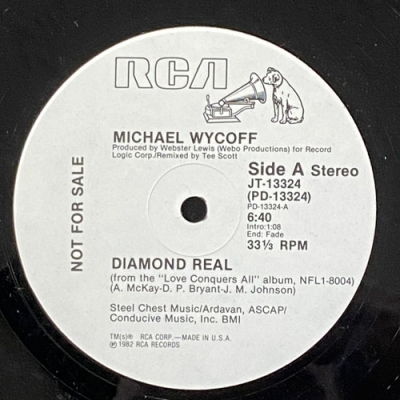 RCA
MICHAEL WYCOFF
Produced by Webster Lewis (Webo Productions) for Record
Logic Corp./Remixed by Tee Scott
Side A Stereo
JT-13324
(PD-13324)
PD-13324-A
6:40
Intro:1:08
End: Fade
33⅓ RPM
NOT FOR SALE
DIAMOND REAL
(from the "Love Conquers All" album, NFL1-8004)
(A. McKay-D. P. Bryant-J. M. Johnson)
Steel Chest Music/Ardavan, ASCAP/
Conducive Music, Inc. BMI
TM(s)® RCA CORP.—MADE IN U.S.A.
℗1982 RCA RECORDS